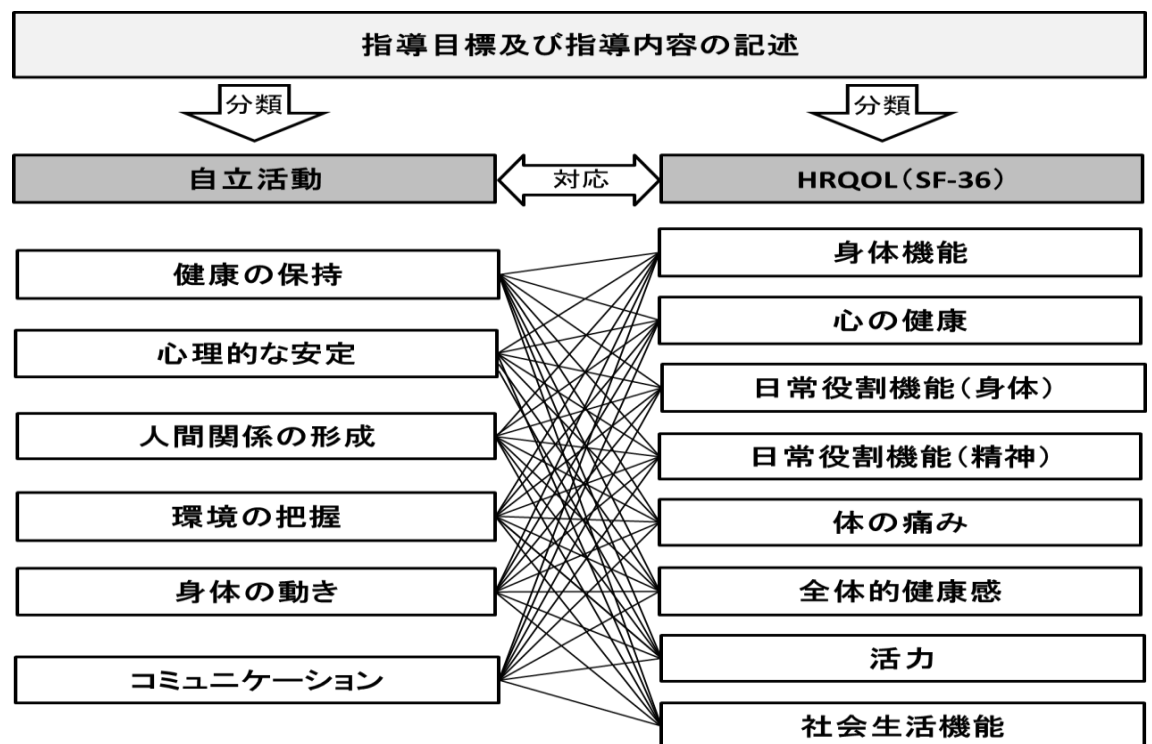 指導目標及び指導内容の記述
分類
分類
自立活動
対応
HRQOL(SF-36)
健康の保持
心理的な安定
人間関係の形成
環境の把握
身体の動き
コミュニケーション
身体機能
心の健康
日常役割機能(身体)
日常役割機能(精神)
体の痛み
全体的健康感
活力
社会生活機能